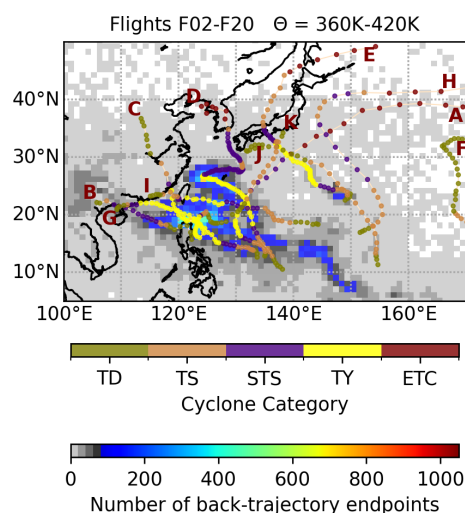 Flights F02-F20 Θ = 360K-420K
E
H
40°N
D
A
C
K
F
30°N
J
I
B
20°N
G
10°N
100°E 120°E 140°E 160°E
TD TS STS TY ETC
Cyclone Category
0 200 400 600 800 1000
Number of back-trajectory endpoints